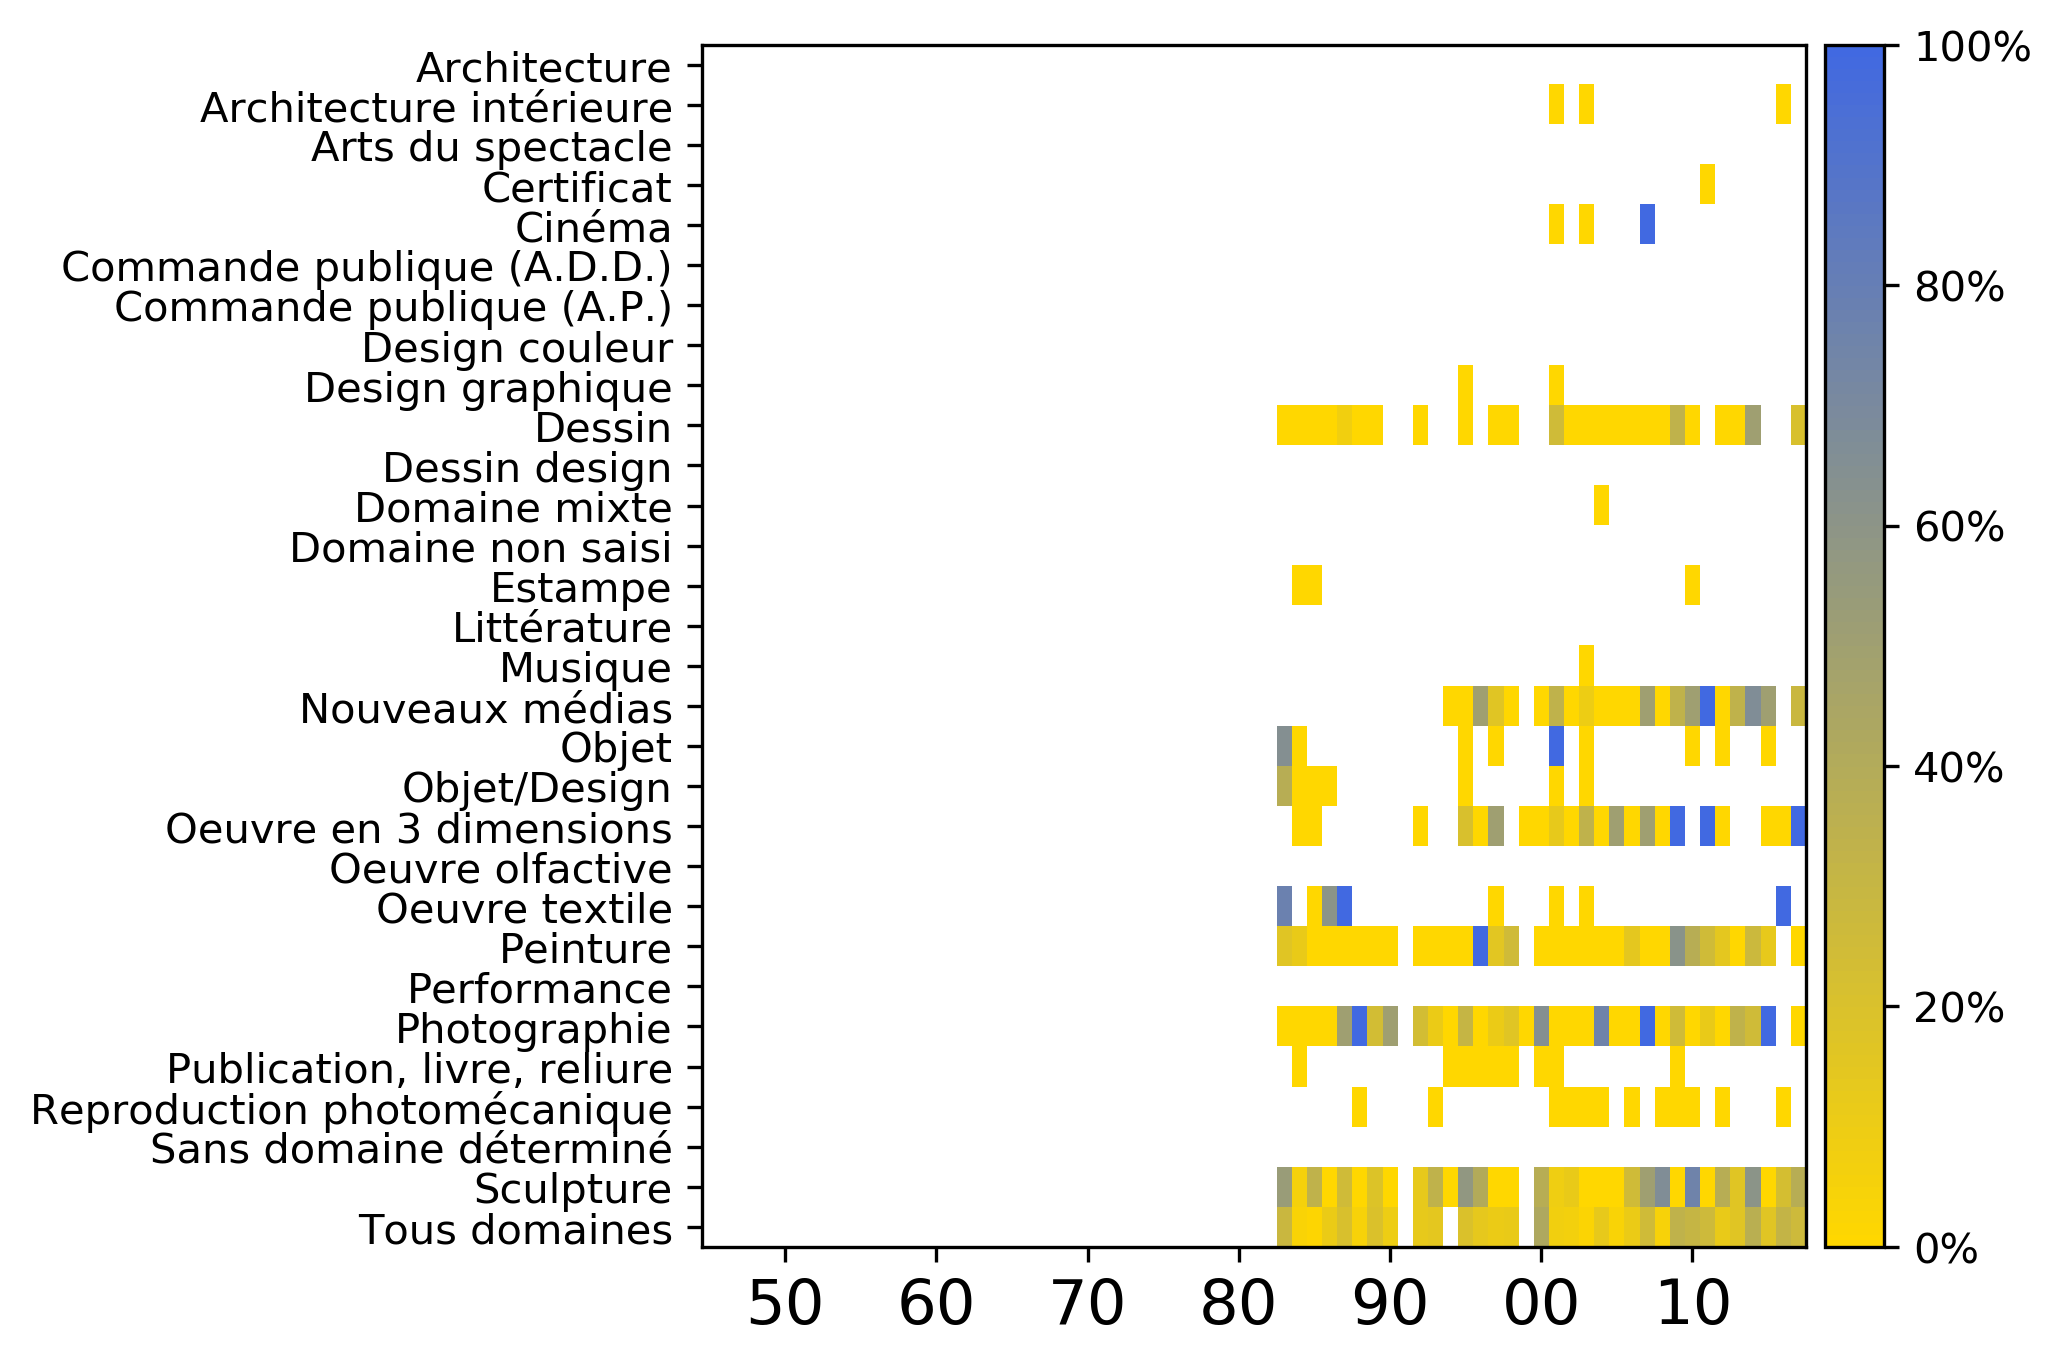 Architecture
Architecture intérieure
Arts du spectacle
Certificat
Cinéma
Commande publique (A.D.D.)
Commande publique (A.P.)
Design couleur
Design graphique
Dessin
Dessin design
Domaine mixte
Domaine non saisi
Estampe
Littérature
Musique
Nouveaux médias
Objet
Objet/Design
Oeuvre en 3 dimensions
Oeuvre olfactive
Oeuvre textile
Peinture
Performance
Photographie
Publication, livre, reliure
Reproduction photomécanique
Sans domaine déterminé
Sculpture
Tous domaines
50 60 70 80 90 00 10
100%
80%
60%
40%
20%
0%